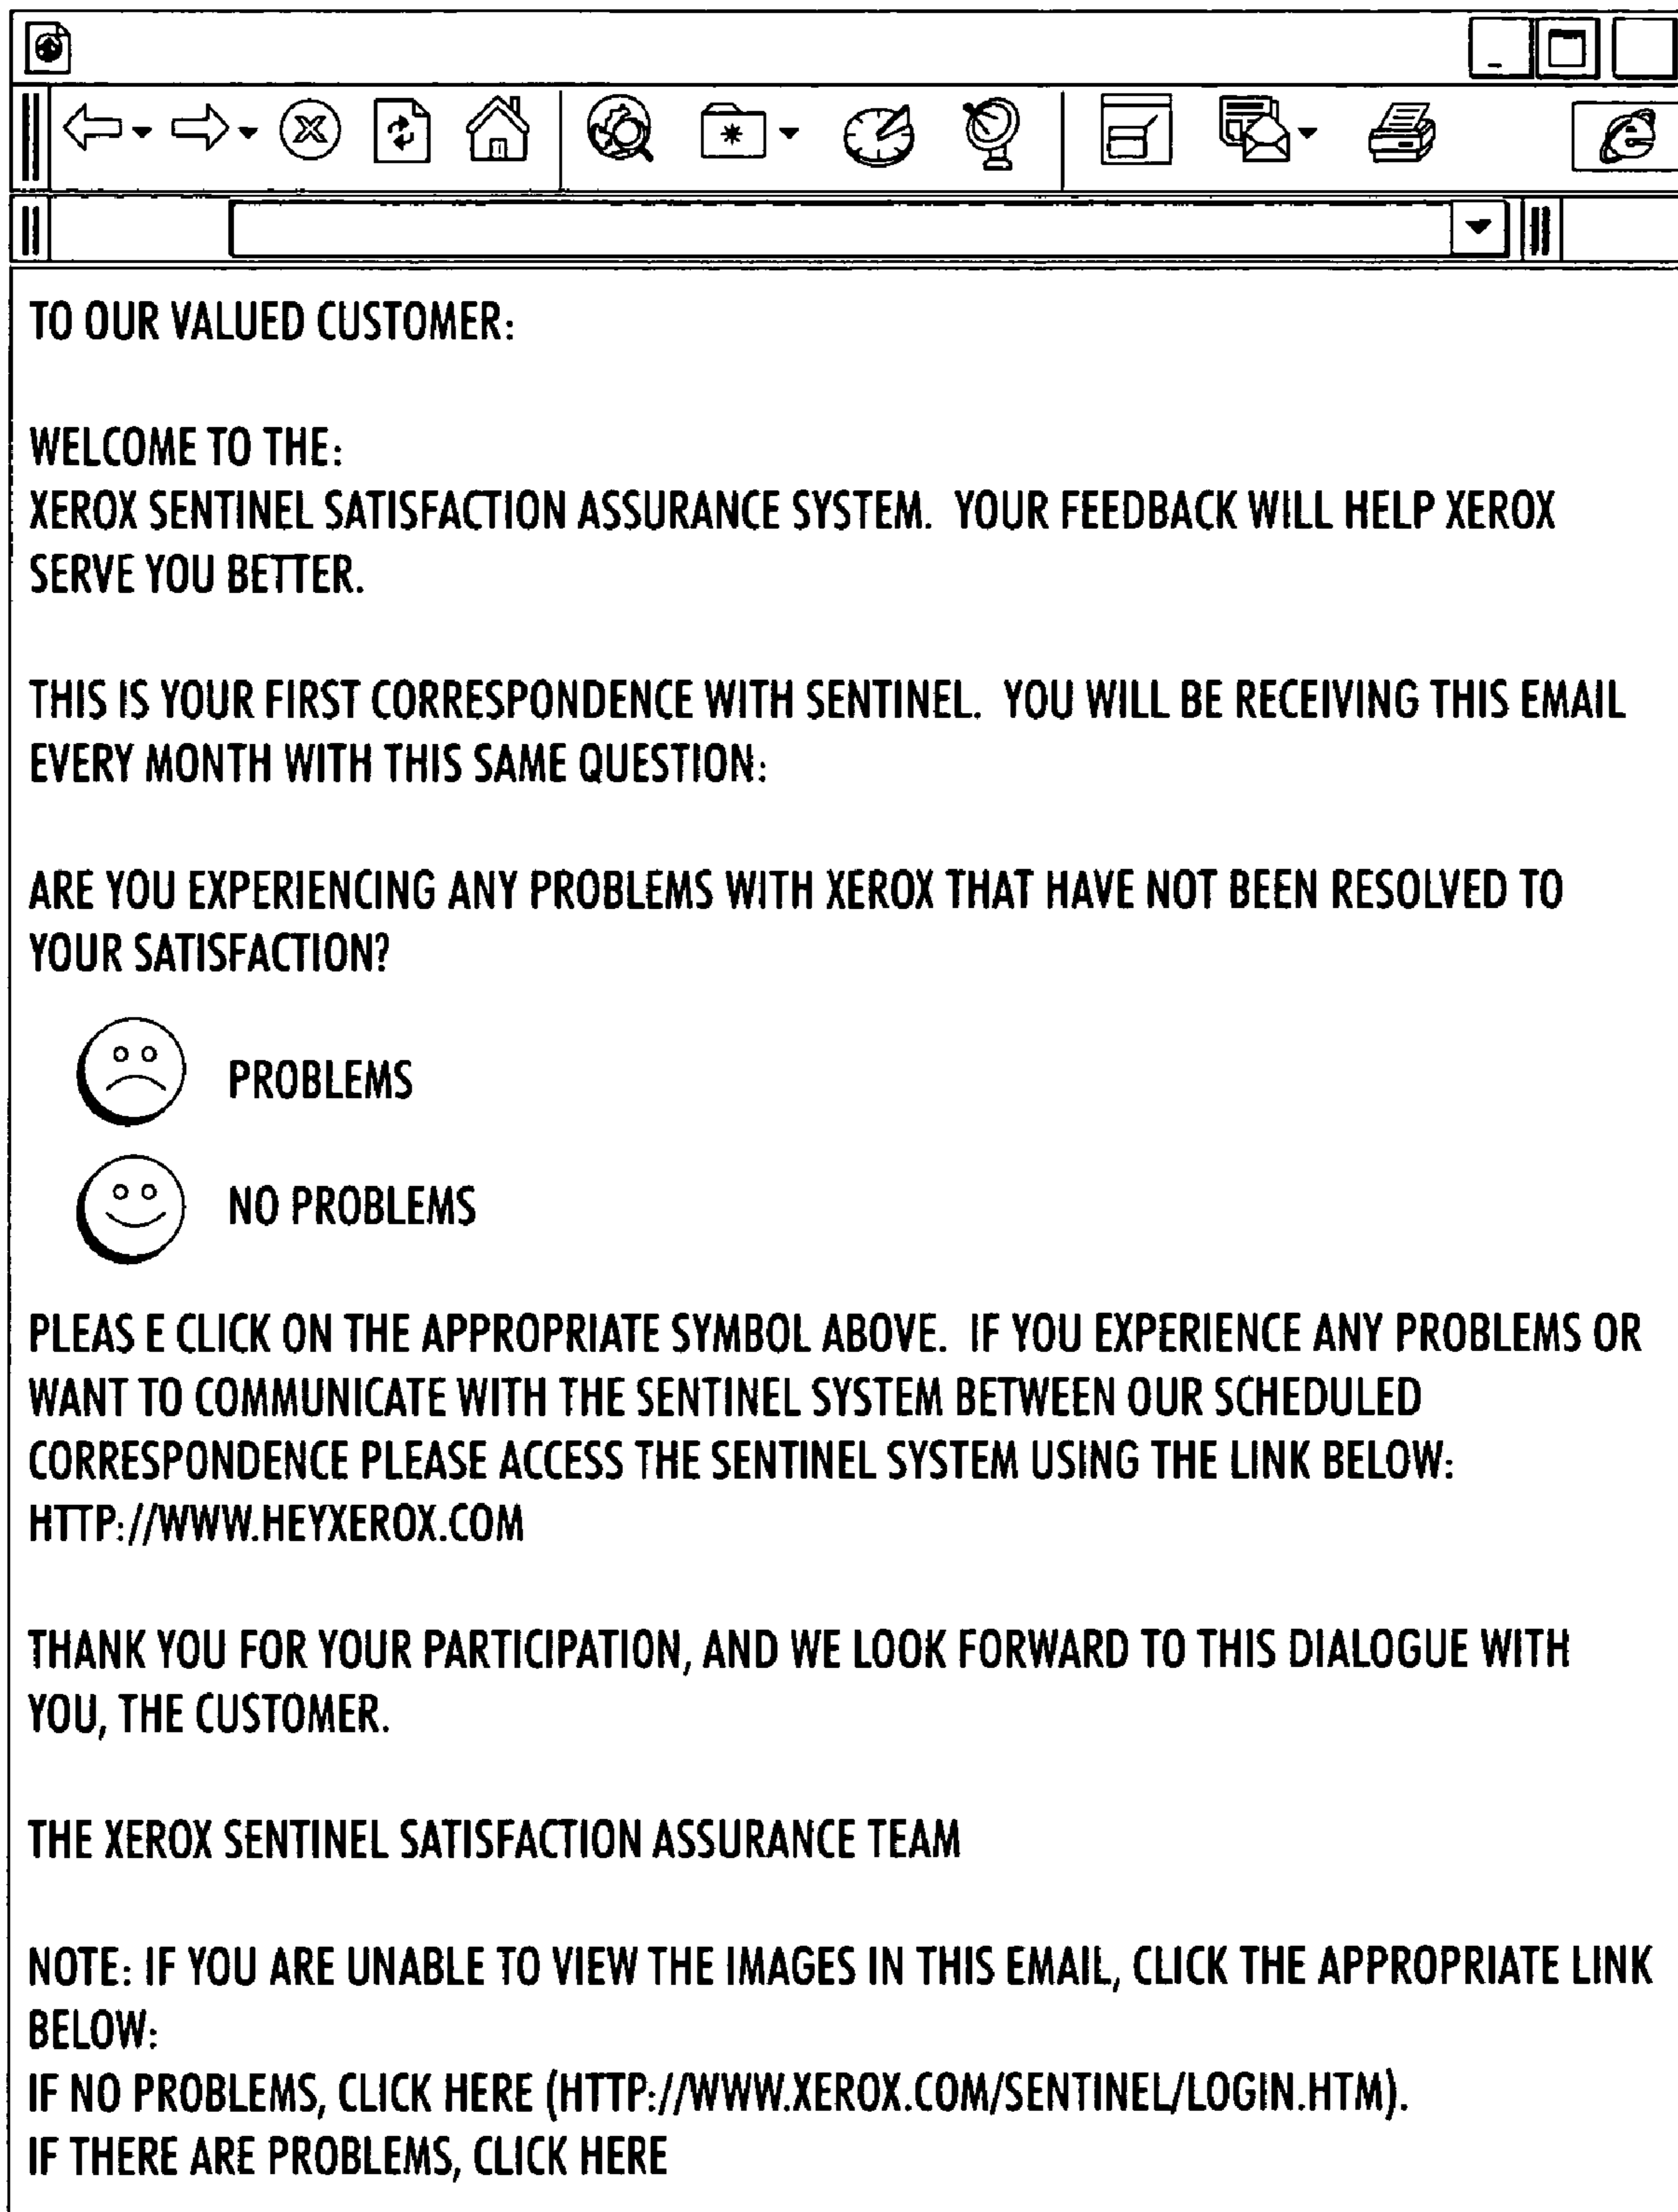 TO OUR VALUED CUSTOMER:
WELCOME TO THE:
XEROX SENTINEL SATISFACTION ASSURANCE SYSTEM. YOUR FEEDBACK WILL HELP XEROX
SERVE YOU BETTER.
THIS IS YOUR FIRST CORRESPONDENCE WITH SENTINEL. YOU WILL BE RECEIVING THIS EMAIL
EVERY MONTH WITH THIS SAME QUESTION:
ARE YOU EXPERIENCING ANY PROBLEMS WITH XEROX THAT HAVE NOT BEEN RESOLVED TO
YOUR SATISFACTION?
PROBLEMS
NO PROBLEMS
PLEAS E CLICK ON THE APPROPRIATE SYMBOL ABOVE. IF YOU EXPERIENCE ANY PROBLEMS OR
WANT TO COMMUNICATE WITH THE SENTINEL SYSTEM BETWEEN OUR SCHEDULED
CORRESPONDENCE PLEASE ACCESS THE SENTINEL SYSTEM USING THE LINK BELOW:
HTTP://WWW.HEYXEROX.COM
THANK YOU FOR YOUR PARTICIPATION, AND WE LOOK FORWARD TO THIS DIALOGUE WITH
YOU, THE CUSTOMER.
THE XEROX SENTINEL SATISFACTION ASSURANCE TEAM
NOTE: IF YOU ARE UNABLE TO VIEW THE IMAGES IN THIS EMAIL, CLICK THE APPROPRIATE LINK
BELOW:
IF NO PROBLEMS, CLICK HERE (HTTP://WWW.XEROX.COM/SENTINEL/LOGIN.HTM).
IF THERE ARE PROBLEMS, CLICK HERE